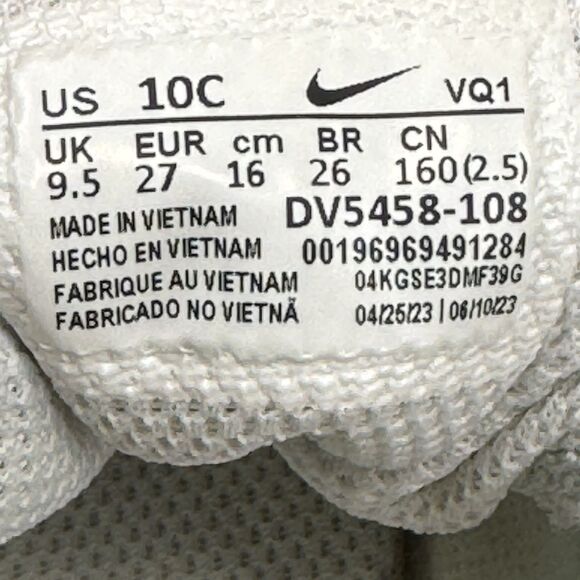 US 10C VQ1
UK EUR cm BR CN
9.5 27 16 26 160(2.5)
MADE IN VIETNAM DV5458-108
HECHO EN VIETNAM 00196969491284
FABRIQUE AU VIETNAM 04KGSE3DMF39G
FABRICADO NO VIETNÃ 04/25/23 | 06/10/23